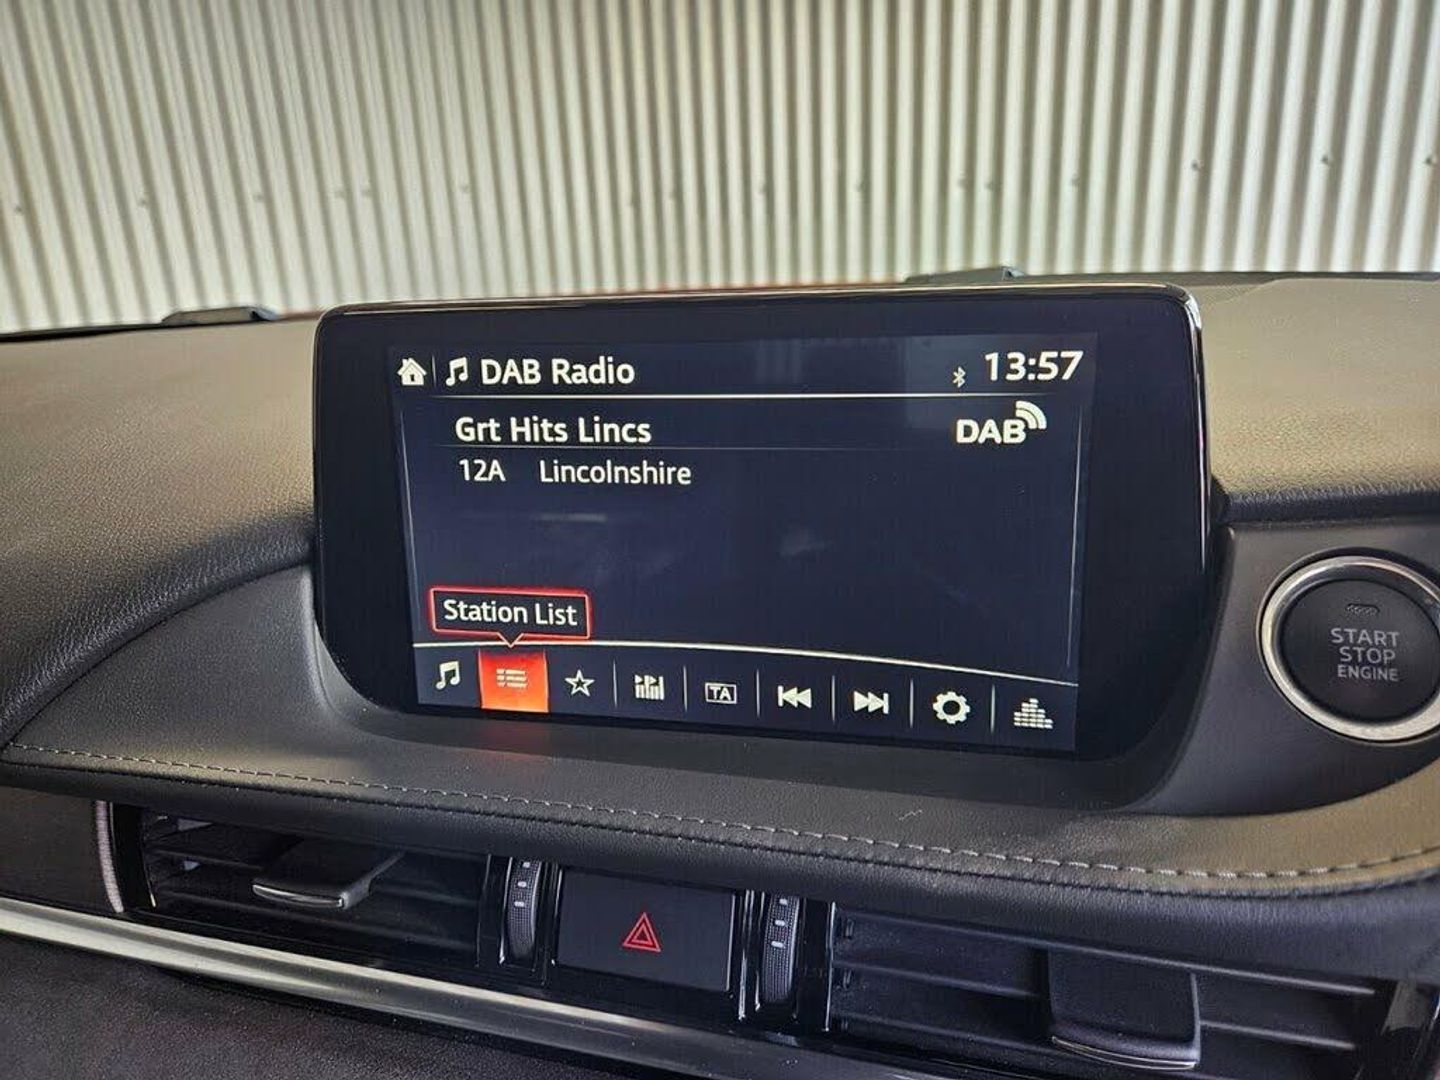 DAB Radio 13:57
Grt Hits Lincs DAB
12A Lincolnshire
Station List
TA
START
STOP
ENGINE